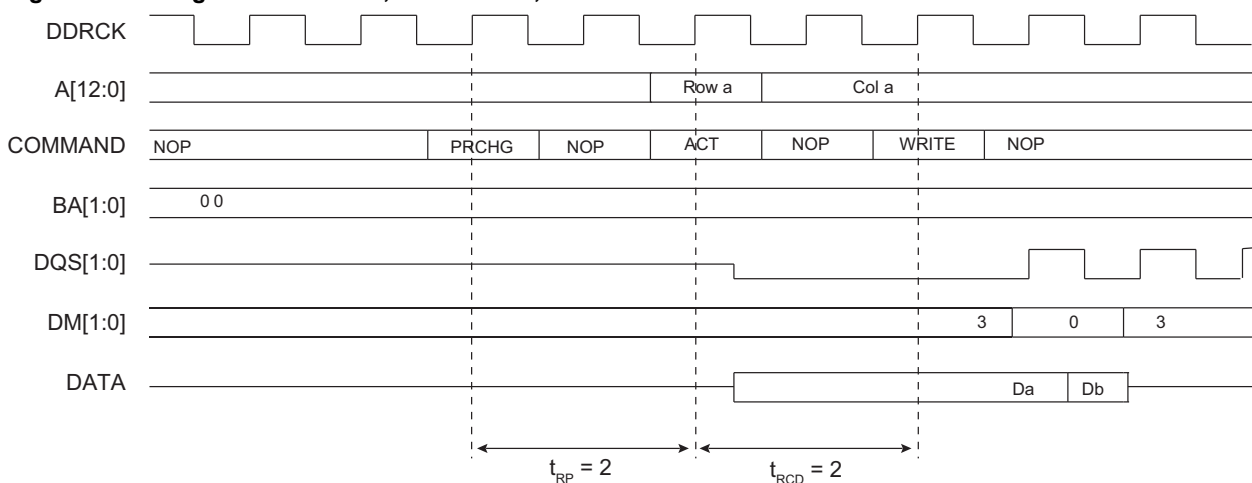 DDRCK
A[12:0] Row a Col a
COMMAND NOP PRCHG NOP ACT NOP WRITE NOP
BA[1:0] 0 0
DQS[1:0]
DM[1:0] 3 0 3
DATA Da Db
tRP = 2 tRCD = 2